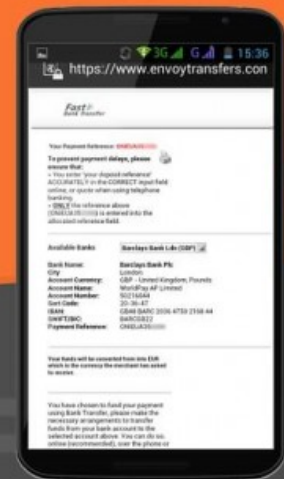 3G G 15:36
https://www.envoytransfers.com
Fast
Bank Transfer
Your Payment Reference:
To prevent payment delays, please
ensure that:
• You enter 'your deposit reference'
ACCURATELY in the CORRECT input field
online, or quote when using telephone
banking.
• ONLY the reference above
is entered into the
allocated reference field.
Available Banks Barclays Bank Ldn (GBP)
Bank Name: Barclays Bank Plc
City London
Account Currency: GBP - United Kingdom, Pounds
Account Name: WorldPay AP Limited
Account Number:
Sort Code: 20-36-47
IBAN:
SWIFT/BIC: BARCGB22
Payment Reference:
Your funds will be converted from into EUR
which is the currency the merchant has asked
to receive.
You have chosen to fund your payment
using Bank Transfer, please make the
necessary arrangements to transfer
funds from your bank account to the
selected account above. You can do so
online (recommended), over the phone or